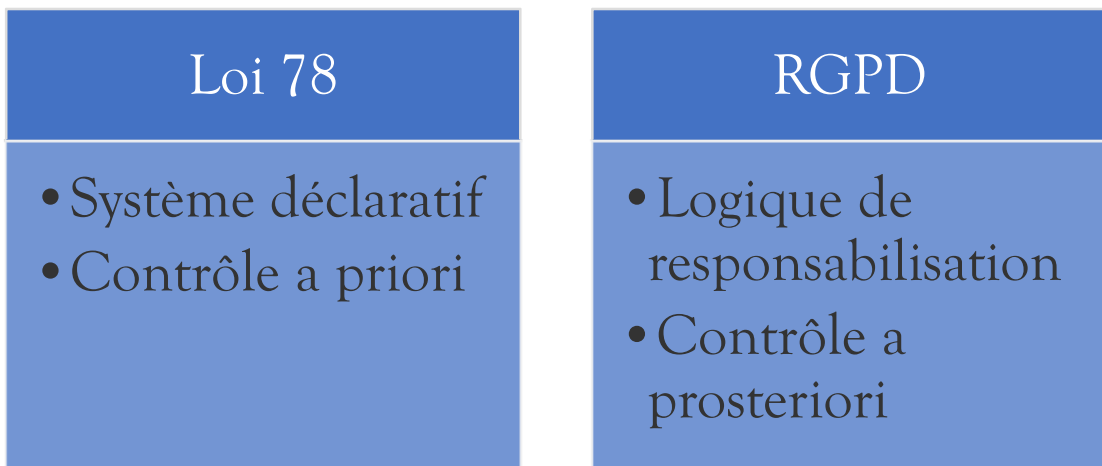 Loi 78
• Système déclaratif
• Contrôle a priori
RGPD
• Logique de
responsabilisation
• Contrôle a
prosteriori